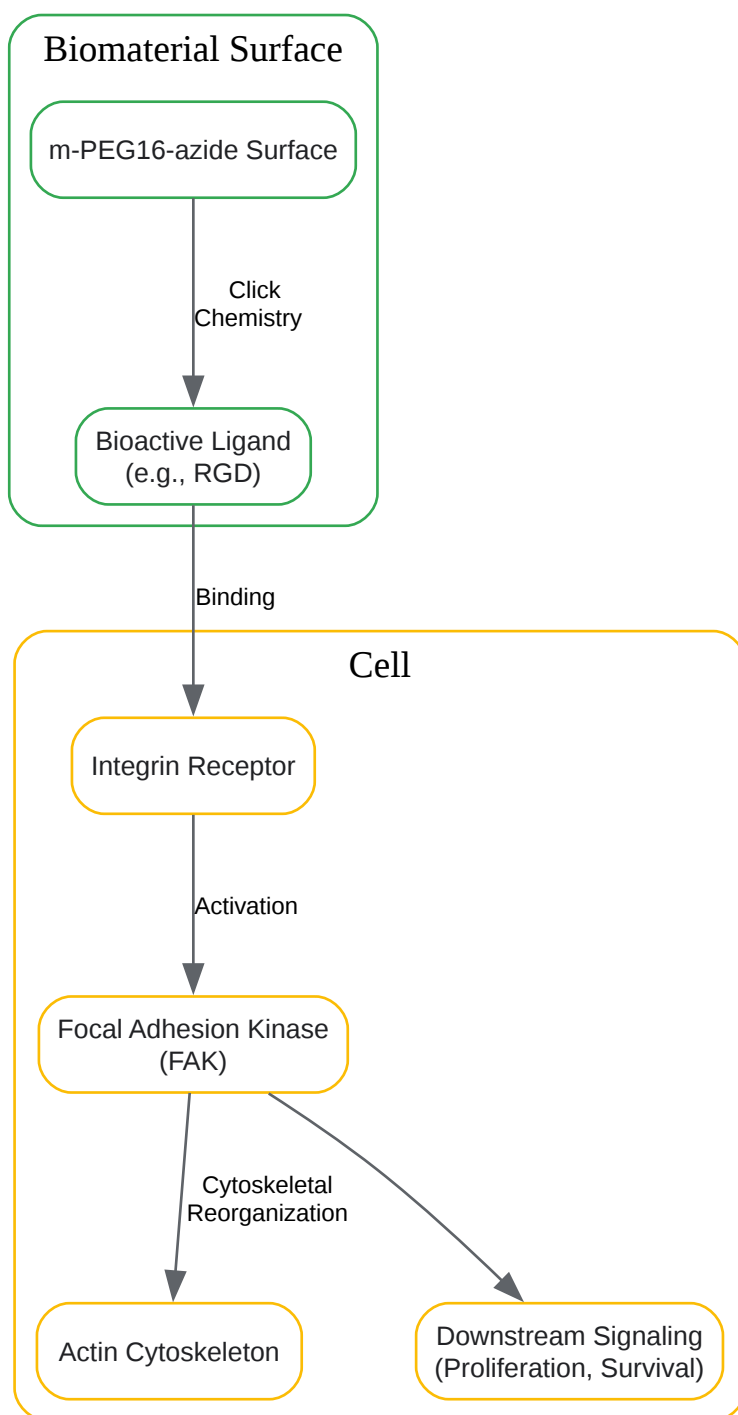 Biomaterial Surface
m-PEG16-azide Surface
Click
Chemistry
Bioactive Ligand
(e.g., RGD)
Binding
Cell
Integrin Receptor
Activation
Focal Adhesion Kinase
(FAK)
Cytoskeletal
Reorganization
Actin Cytoskeleton
Downstream Signaling
(Proliferation, Survival)